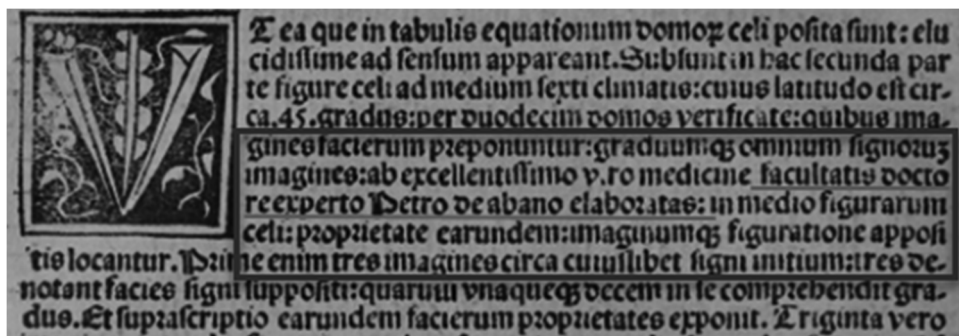 VT ea que in tabulis equationum domoꝝ celi posita sunt: elu
cidissime ad sensum appareant. Subsunt in hac secunda par
te figure celi ad medium sexti climatis: cuius latitudo est cir-
ca. 45. gradus: per duodecim domos verificate: quibus ima-
gines facierum preponuntur: graduumqꝫ omnium signoruꝫ
imagines: ab excellentissimo v. ro medicine facultatis docto
re experto Petro de abano elaboratas: in medio figurarum
celi: proprietate earundem: imaginumqꝫ figuratione apposi
tis locantur. Prime enim tres imagines circa cuiuslibet signi initium: tres de-
notant facies signi suppositi: quarum vnaqueqꝫ decem in se comprehendit gra-
dus. Et suprascriptio earundem facierum proprietates exponit. Triginta vero